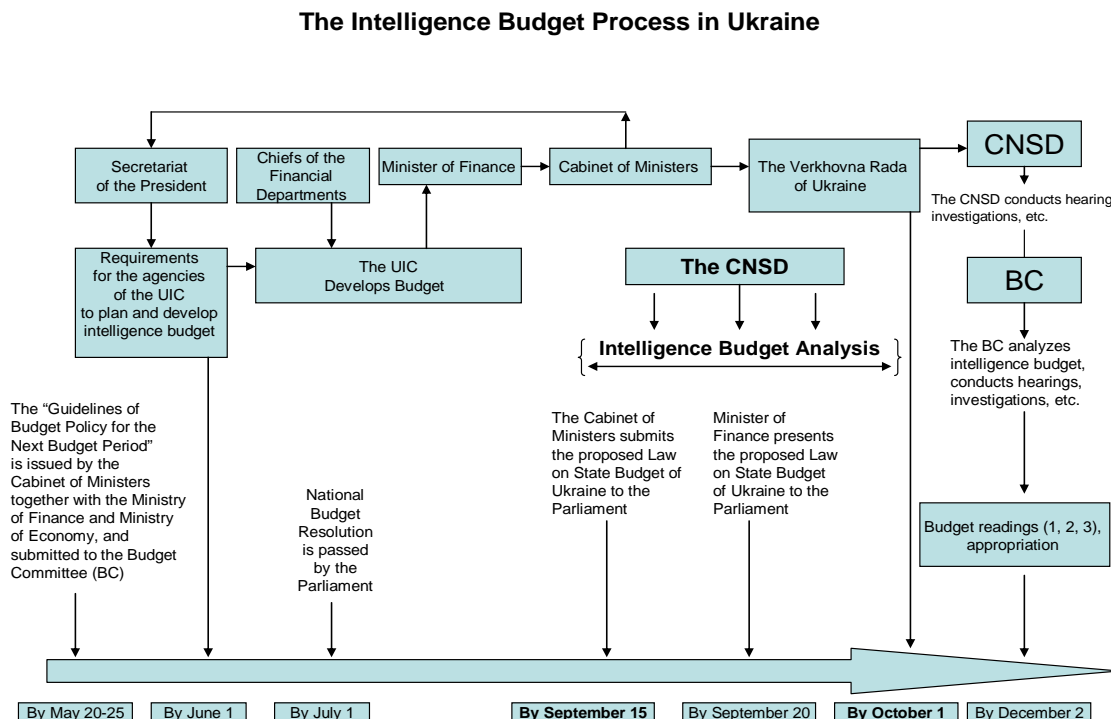 The Intelligence Budget Process in Ukraine
Secretariat
of the President
Chiefs of the
Financial
Departments
Minister of Finance
Cabinet of Ministers
The Verkhovna Rada
of Ukraine
CNSD
The CNSD conducts hearing
investigations, etc.
Requirements
for the agencies
of the UIC
to plan and develop
intelligence budget
The UIC
Develops Budget
The CNSD
Intelligence Budget Analysis
BC
The BC analyzes
intelligence budget,
conducts hearings,
investigations, etc.
The “Guidelines of
Budget Policy for the
Next Budget Period”
is issued by the
Cabinet of Ministers
together with the Ministry
of Finance and Ministry
of Economy, and
submitted to the Budget
Committee (BC)
National
Budget
Resolution
is passed
by the
Parliament
The Cabinet of
Ministers submits
the proposed Law
on State Budget of
Ukraine to the
Parliament
Minister of
Finance presents
the proposed Law
on State Budget
of Ukraine to the
Parliament
Budget readings (1, 2, 3),
appropriation
By May 20-25
By June 1
By July 1
By September 15
By September 20
By October 1
By December 2